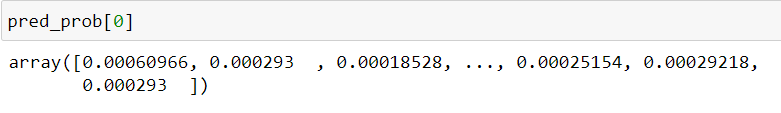 pred_prob[0]
array([0.00060966, 0.000293  , 0.00018528, ..., 0.00025154, 0.00029218,
       0.000293  ])